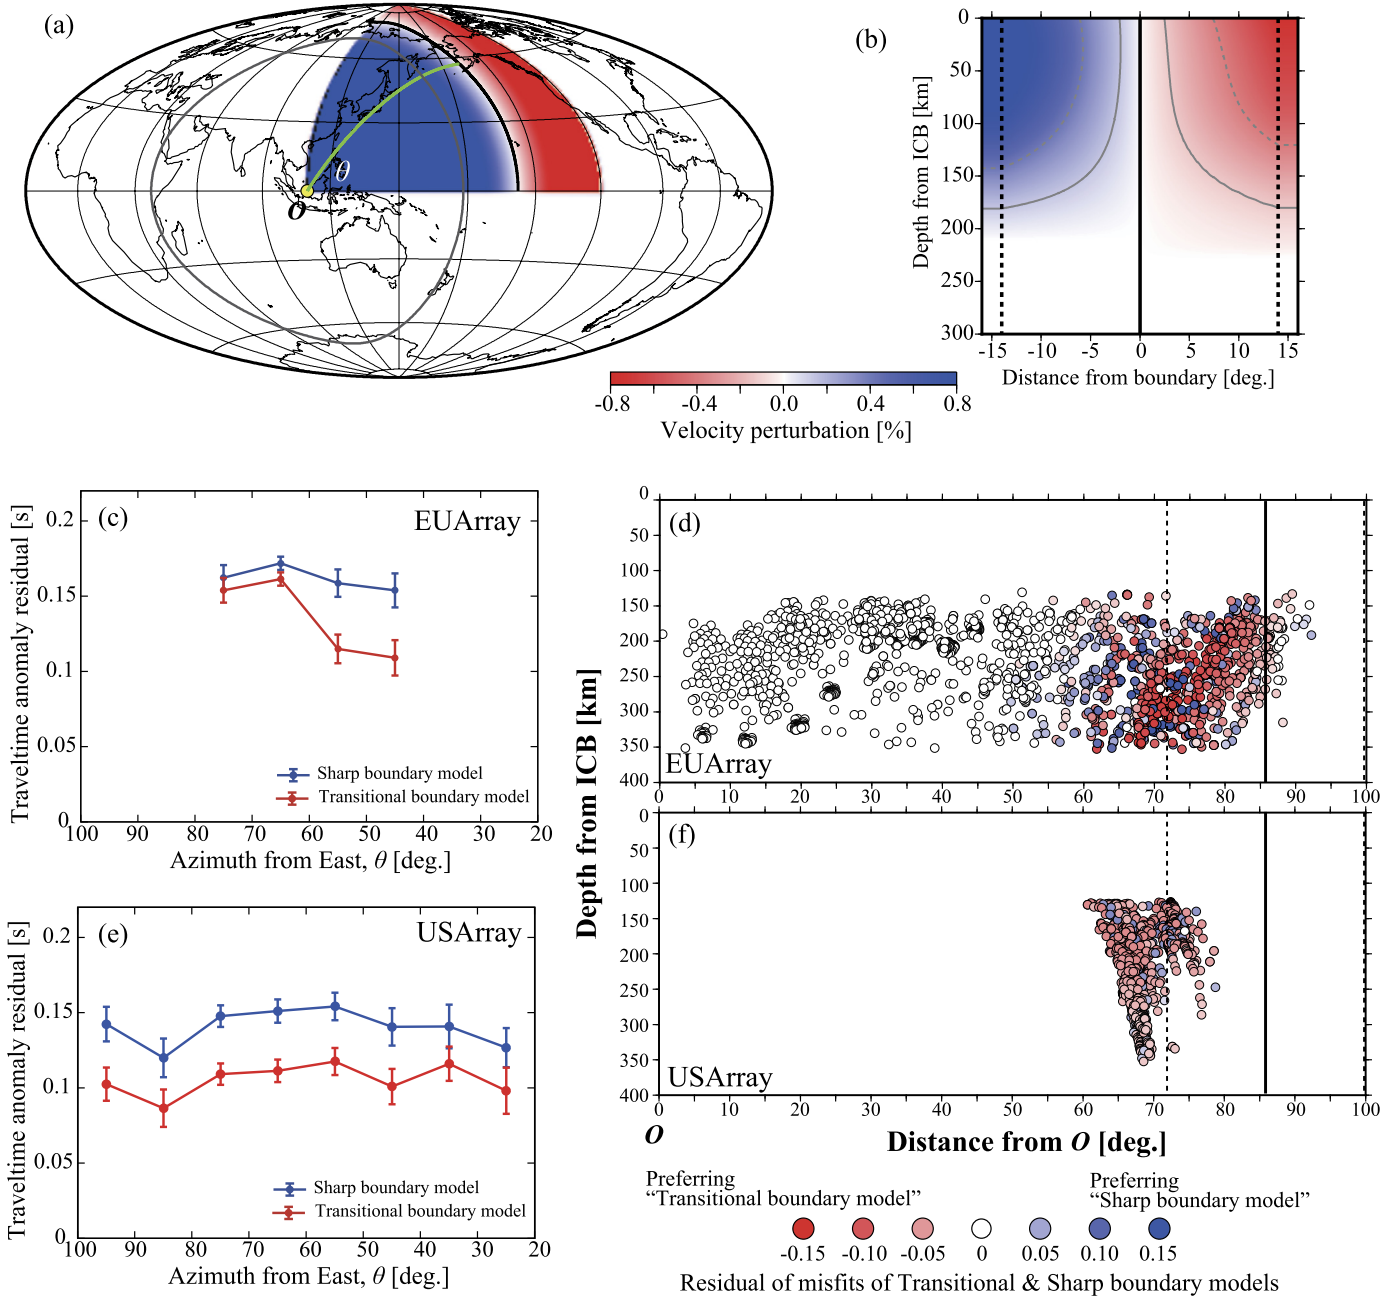 (a)
θ
O
(b)
0
50
100
150
200
250
300
Depth from ICB [km]
-15 -10 -5 0 5 10 15
Distance from boundary [deg.]
-0.8 -0.4 0.0 0.4 0.8
Velocity perturbation [%]
(c) EUArray
0.2
0.15
0.1
0.05
0
Traveltime anomaly residual [s]
Sharp boundary model
Transitional boundary model
100 90 80 70 60 50 40 30 20
Azimuth from East, θ [deg.]
(d)
0
50
100
150
200
250
300
350
400
EUArray
0 10 20 30 40 50 60 70 80 90 100
Depth from ICB [km]
(e) USArray
0.2
0.15
0.1
0.05
0
Traveltime anomaly residual [s]
Sharp boundary model
Transitional boundary model
100 90 80 70 60 50 40 30 20
Azimuth from East, θ [deg.]
(f)
0
50
100
150
200
250
300
350
400
USArray
0 10 20 30 40 50 60 70 80 90 100
O
Distance from O [deg.]
Preferring
“Transitional boundary model”
Preferring
“Sharp boundary model”
-0.15 -0.10 -0.05 0 0.05 0.10 0.15
Residual of misfits of Transitional & Sharp boundary models